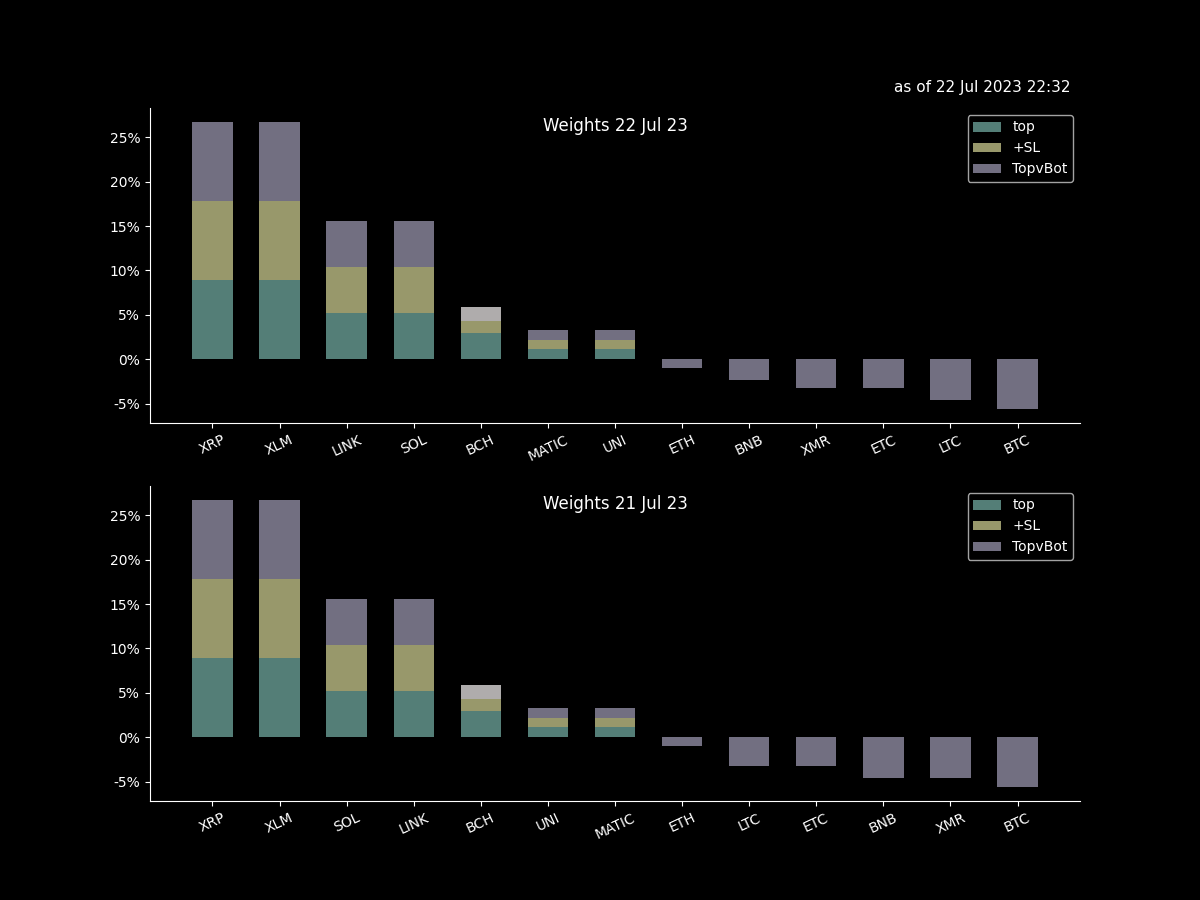 as of 22 Jul 2023 22:32
Weights 22 Jul 23
top
+SL
TopvBot
25%
20%
15%
10%
5%
0%
-5%
XRP XLM LINK SOL BCH MATIC UNI ETH BNB XMR ETC LTC BTC
Weights 21 Jul 23
top
+SL
TopvBot
25%
20%
15%
10%
5%
0%
-5%
XRP XLM SOL LINK BCH UNI MATIC ETH LTC ETC BNB XMR BTC